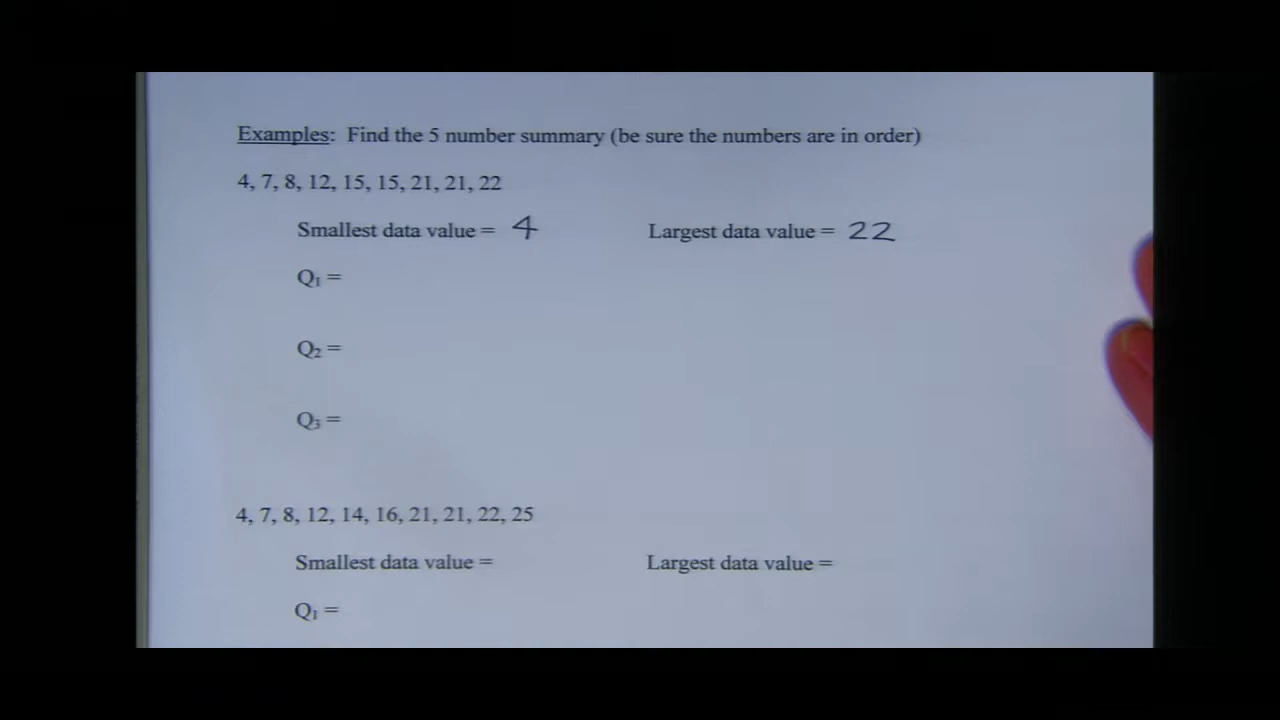 Examples: Find the 5 number summary (be sure the numbers are in order)
4, 7, 8, 12, 15, 15, 21, 21, 22
Smallest data value = 4 Largest data value = 22
Q₁ =
Q₂ =
Q₃ =
4, 7, 8, 12, 14, 16, 21, 21, 22, 25
Smallest data value = Largest data value =
Q₁ =